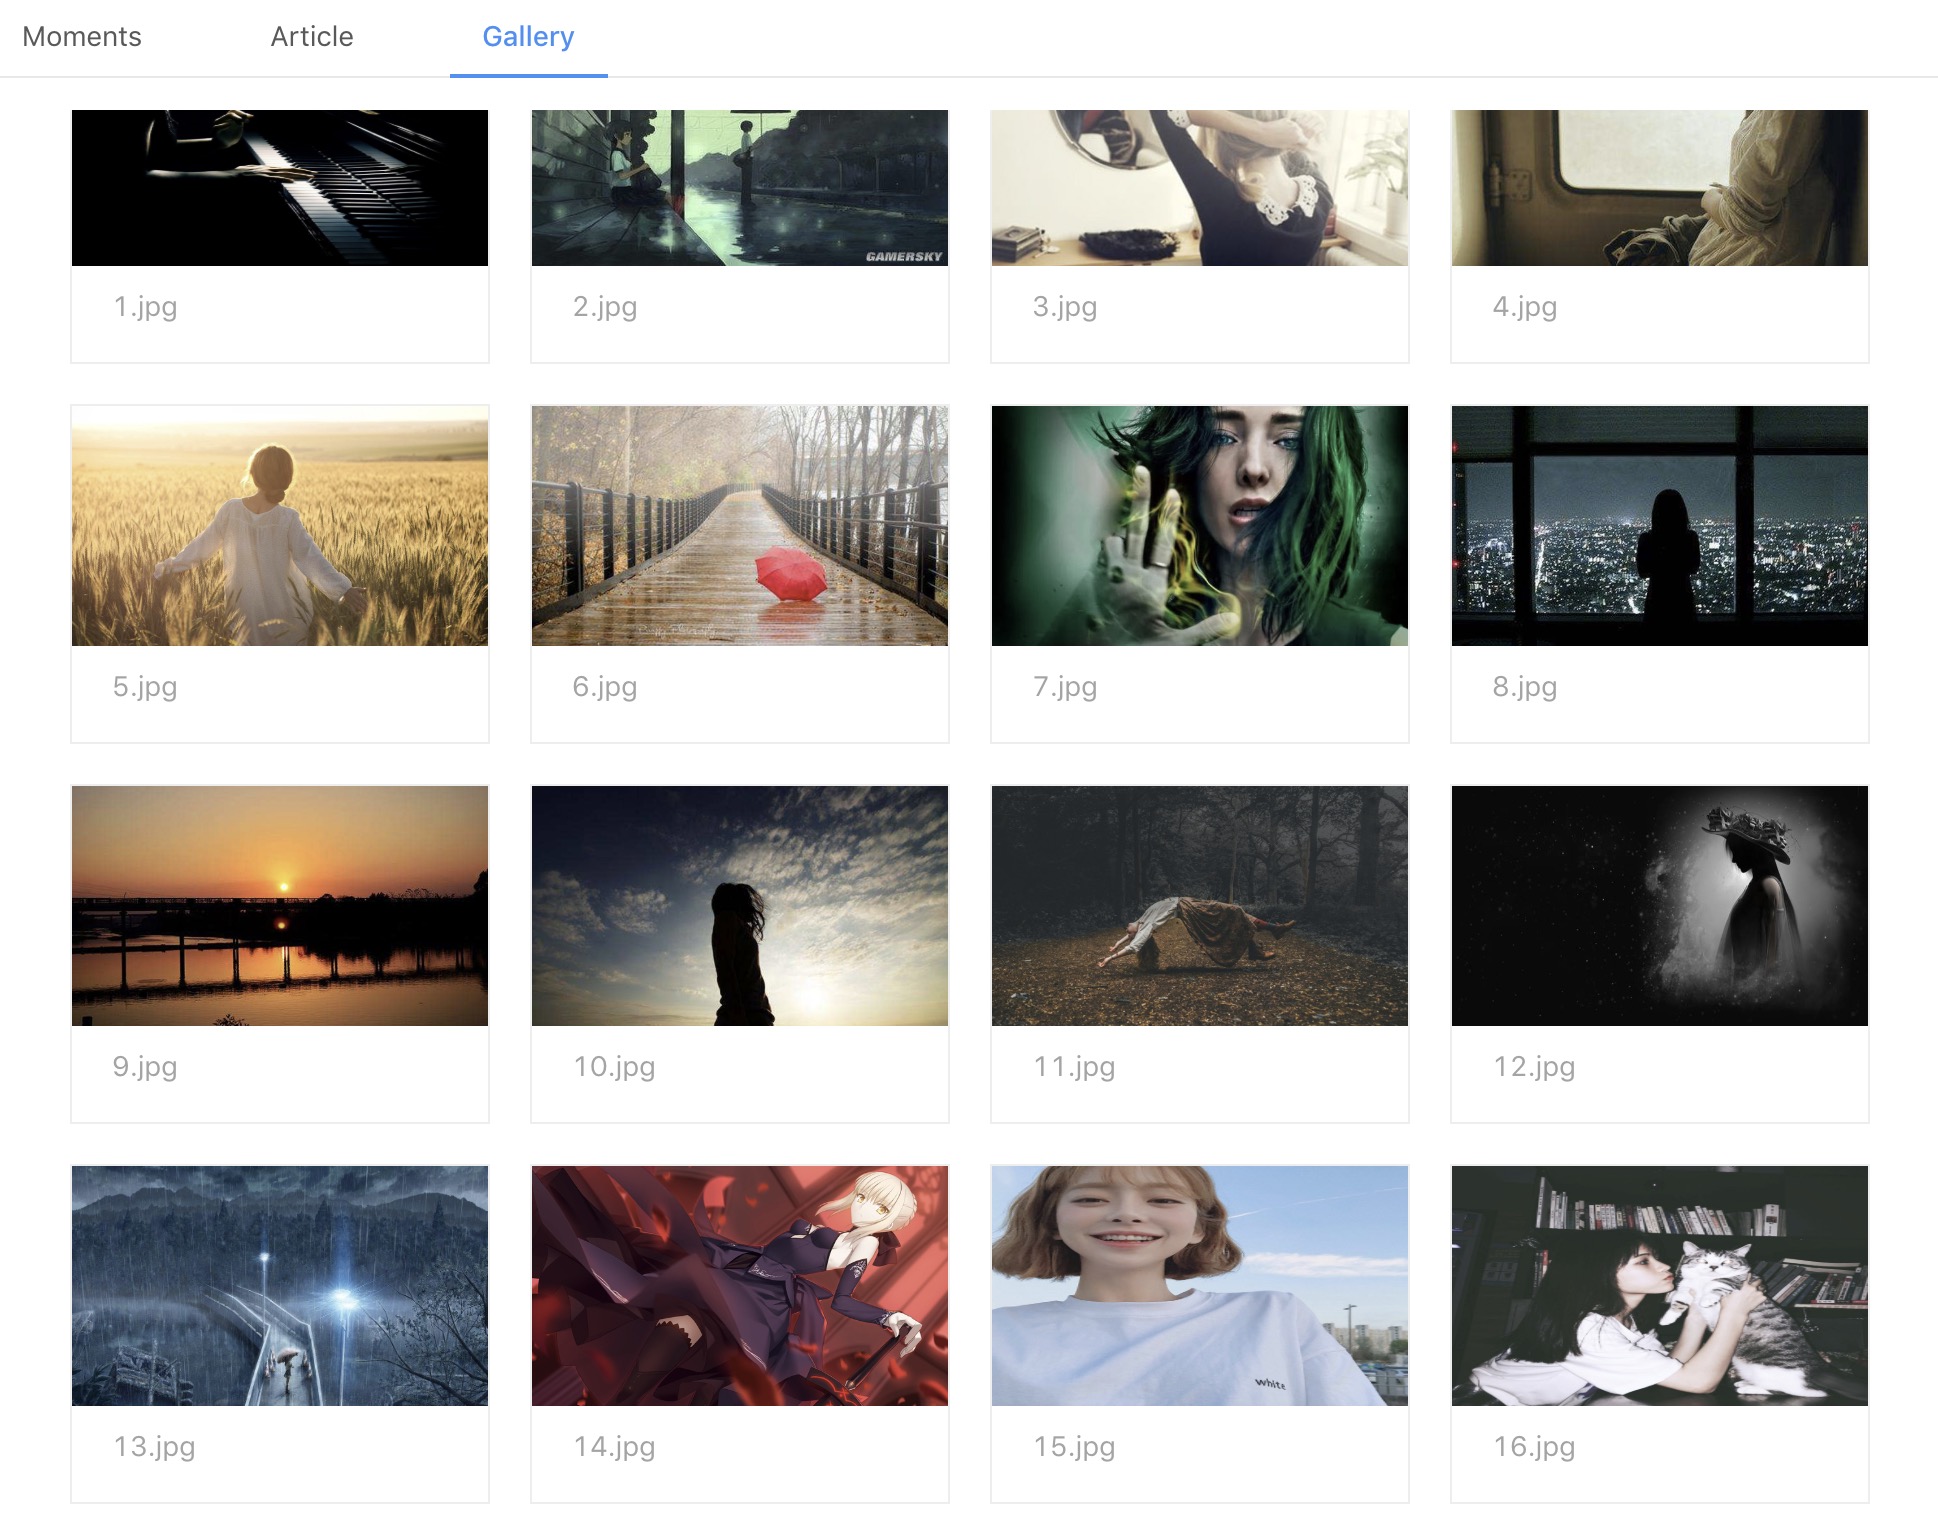 Moments Article Gallery
GAMERSKY
1.jpg 2.jpg 3.jpg 4.jpg
5.jpg 6.jpg 7.jpg 8.jpg
9.jpg 10.jpg 11.jpg 12.jpg
white
13.jpg 14.jpg 15.jpg 16.jpg